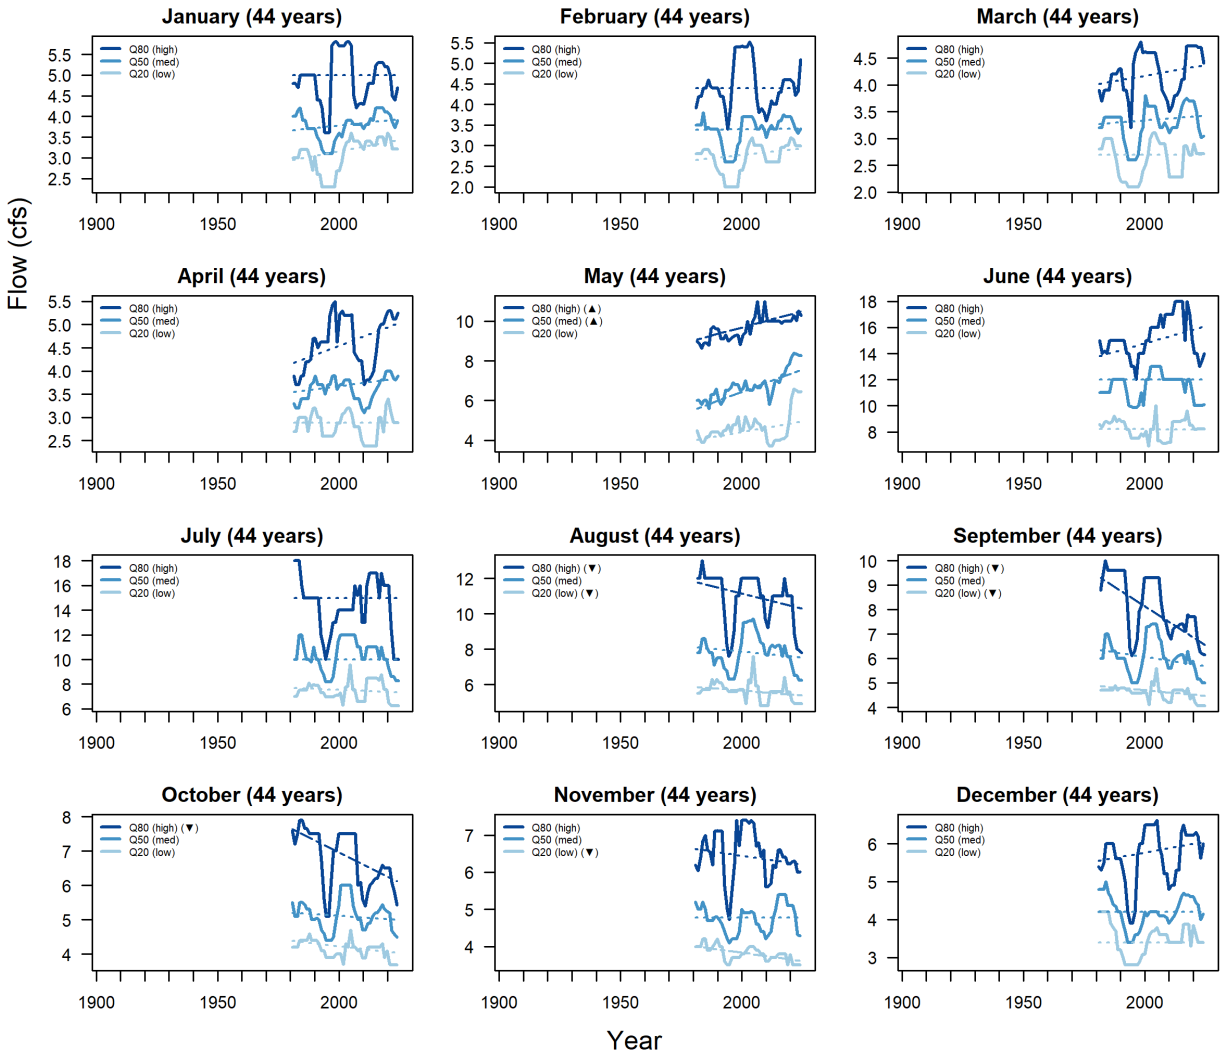 January (44 years)
Q80 (high)
Q50 (med)
Q20 (low)
5.5
5.0
4.5
4.0
3.5
3.0
2.5
1900
1950
2000
February (44 years)
Q80 (high)
Q50 (med)
Q20 (low)
5.5
5.0
4.5
4.0
3.5
3.0
2.5
2.0
1900
1950
2000
March (44 years)
Q80 (high)
Q50 (med)
Q20 (low)
4.5
4.0
3.5
3.0
2.5
2.0
1900
1950
2000
Flow (cfs)
April (44 years)
Q80 (high)
Q50 (med)
Q20 (low)
5.5
5.0
4.5
4.0
3.5
3.0
2.5
1900
1950
2000
May (44 years)
Q80 (high) (▲)
Q50 (med) (▲)
Q20 (low)
10
8
6
4
1900
1950
2000
June (44 years)
Q80 (high)
Q50 (med)
Q20 (low)
18
16
14
12
10
8
1900
1950
2000
July (44 years)
Q80 (high)
Q50 (med)
Q20 (low)
18
16
14
12
10
8
6
1900
1950
2000
August (44 years)
Q80 (high) (▼)
Q50 (med)
Q20 (low) (▼)
12
10
8
6
1900
1950
2000
September (44 years)
Q80 (high) (▼)
Q50 (med)
Q20 (low) (▼)
10
9
8
7
6
5
4
1900
1950
2000
October (44 years)
Q80 (high) (▼)
Q50 (med)
Q20 (low)
8
7
6
5
4
1900
1950
2000
November (44 years)
Q80 (high)
Q50 (med)
Q20 (low) (▼)
7
6
5
4
1900
1950
2000
December (44 years)
Q80 (high)
Q50 (med)
Q20 (low)
6
5
4
3
1900
1950
2000
Year